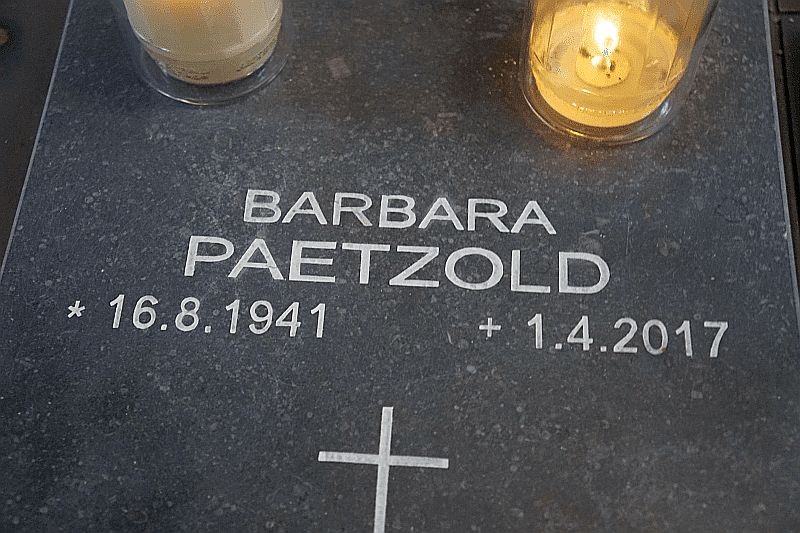 BARBARA
PAETZOLD
* 16.8.1941 + 1.4.2017